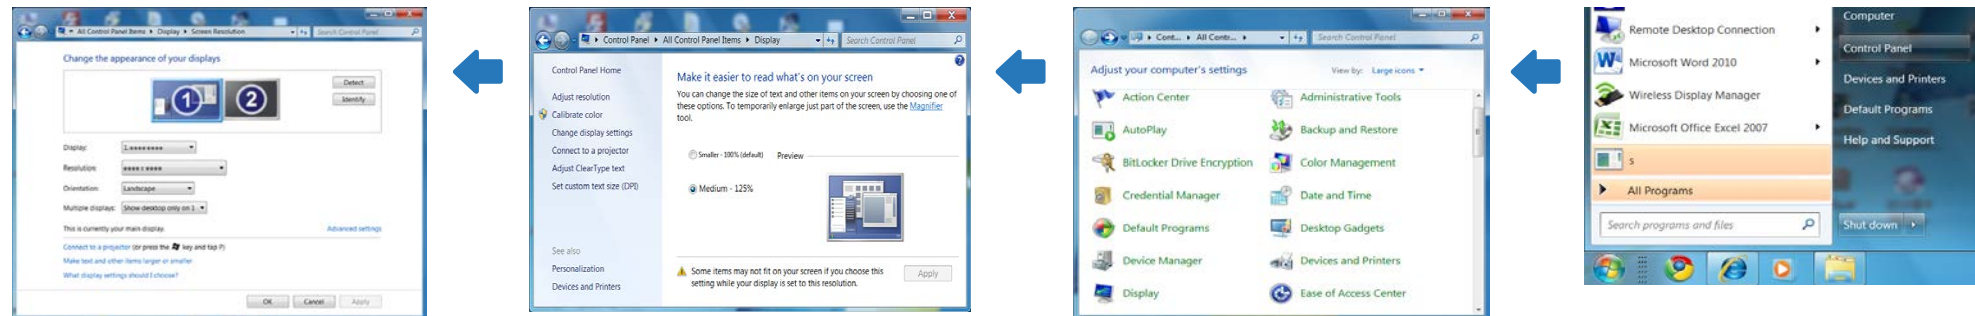 All Control Panel Items ▸ Display ▸ Screen Resolution
Search Control Panel
Change the appearance of your displays
1
2
Detect
Identify
Display:
Resolution:
Orientation:
Landscape
Multiple displays:
Show desktop only on 1
This is currently your main display.
Advanced settings
Connect to a projector (or press the key and tap P)
Make text and other items larger or smaller
What display settings should I choose?
OK
Cancel
Apply
Control Panel ▸ All Control Panel Items ▸ Display
Search Control Panel
Control Panel Home
Adjust resolution
Calibrate color
Change display settings
Connect to a projector
Adjust ClearType text
Set custom text size (DPI)
See also
Personalization
Devices and Printers
Make it easier to read what's on your screen
You can change the size of text and other items on your screen by choosing one of
these options. To temporarily enlarge just part of the screen, use the Magnifier
tool.
Smaller - 100% (default)
Preview
Medium - 125%
Some items may not fit on your screen if you choose this
setting while your display is set to this resolution.
Apply
Cont... ▸ All Contr... ▸
Search Control Panel
Adjust your computer's settings
View by: Large icons
Action Center
Administrative Tools
AutoPlay
Backup and Restore
BitLocker Drive Encryption
Color Management
Credential Manager
Date and Time
Default Programs
Desktop Gadgets
Device Manager
Devices and Printers
Display
Ease of Access Center
Remote Desktop Connection
Microsoft Word 2010
Wireless Display Manager
Microsoft Office Excel 2007
s
All Programs
Search programs and files
Computer
Control Panel
Devices and Printers
Default Programs
Help and Support
Shut down